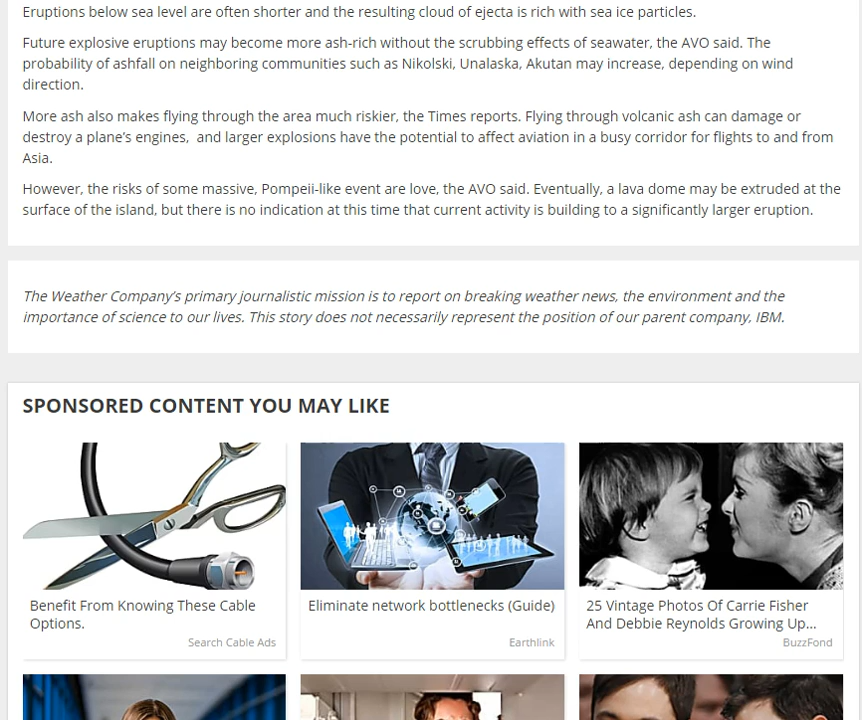 Eruptions below sea level are often shorter and the resulting cloud of ejecta is rich with sea ice particles.
Future explosive eruptions may become more ash-rich without the scrubbing effects of seawater, the AVO said. The
probability of ashfall on neighboring communities such as Nikolski, Unalaska, Akutan may increase, depending on wind
direction.
More ash also makes flying through the area much riskier, the Times reports. Flying through volcanic ash can damage or
destroy a plane's engines,  and larger explosions have the potential to affect aviation in a busy corridor for flights to and from
Asia.
However, the risks of some massive, Pompeii-like event are love, the AVO said. Eventually, a lava dome may be extruded at the
surface of the island, but there is no indication at this time that current activity is building to a significantly larger eruption.
The Weather Company's primary journalistic mission is to report on breaking weather news, the environment and the
importance of science to our lives. This story does not necessarily represent the position of our parent company, IBM.
SPONSORED CONTENT YOU MAY LIKE
Benefit From Knowing These Cable
Options.
Search Cable Ads
Eliminate network bottlenecks (Guide)
Earthlink
25 Vintage Photos Of Carrie Fisher
And Debbie Reynolds Growing Up...
BuzzFond